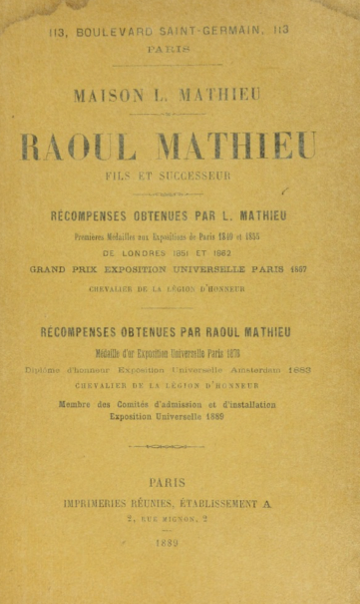 113, BOULEVARD SAINT-GERMAIN, 113
PARIS
MAISON L. MATHIEU
RAOUL MATHIEU
FILS ET SUCCESSEUR
RÉCOMPENSES OBTENUES PAR L. MATHIEU
Premières Médailles aux Expositions de Paris 1849 et 1855
DE LONDRES 1851 ET 1862
GRAND PRIX EXPOSITION UNIVERSELLE PARIS 1867
CHEVALIER DE LA LÉGION D'HONNEUR
RÉCOMPENSES OBTENUES PAR RAOUL MATHIEU
Médaille d'or Exposition Universelle Paris 1878
Diplôme d'honneur Exposition Universelle Amsterdam 1883
CHEVALIER DE LA LÉGION D'HONNEUR
Membre des Comités d'admission et d'installation
Exposition Universelle 1889
PARIS
IMPRIMERIES RÉUNIES, ÉTABLISSEMENT A
2, RUE MIGNON, 2
1889